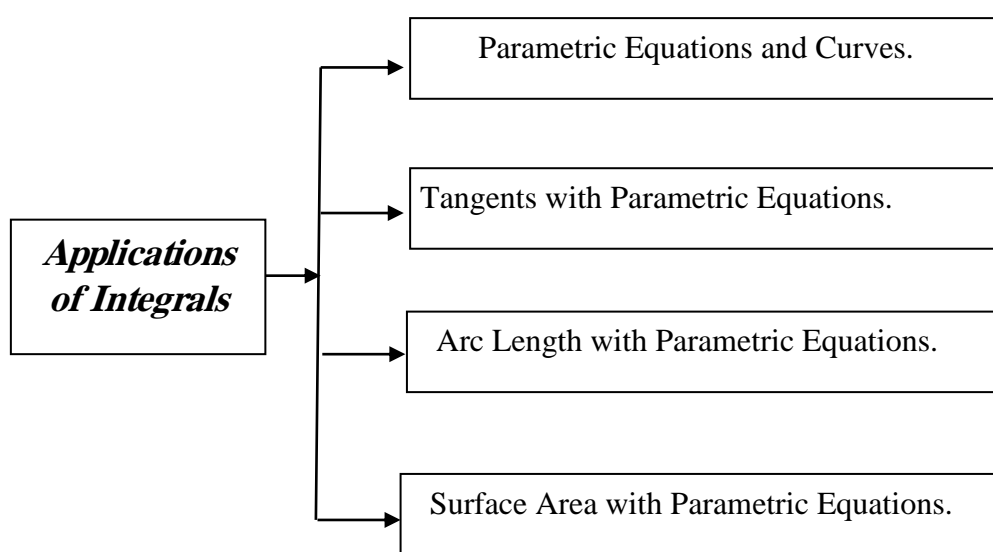 Parametric Equations and Curves.
Tangents with Parametric Equations.
Applications
of Integrals
Arc Length with Parametric Equations.
Surface Area with Parametric Equations.